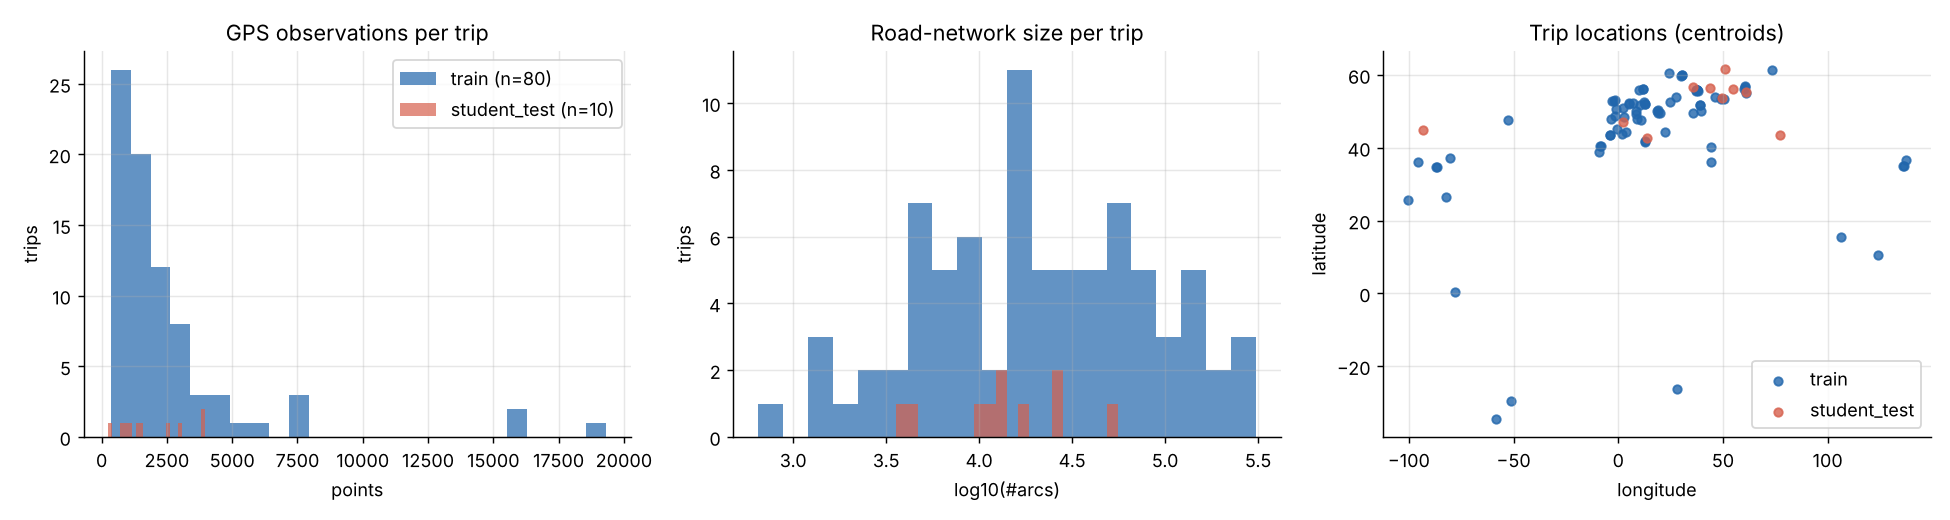 GPS observations per trip
train (n=80)
student_test (n=10)
trips
25
20
15
10
5
0
0 2500 5000 7500 10000 12500 15000 17500 20000
points
Road-network size per trip
trips
10
8
6
4
2
0
3.0 3.5 4.0 4.5 5.0 5.5
log10(#arcs)
Trip locations (centroids)
latitude
60
40
20
0
−20
train
student_test
−100 −50 0 50 100
longitude